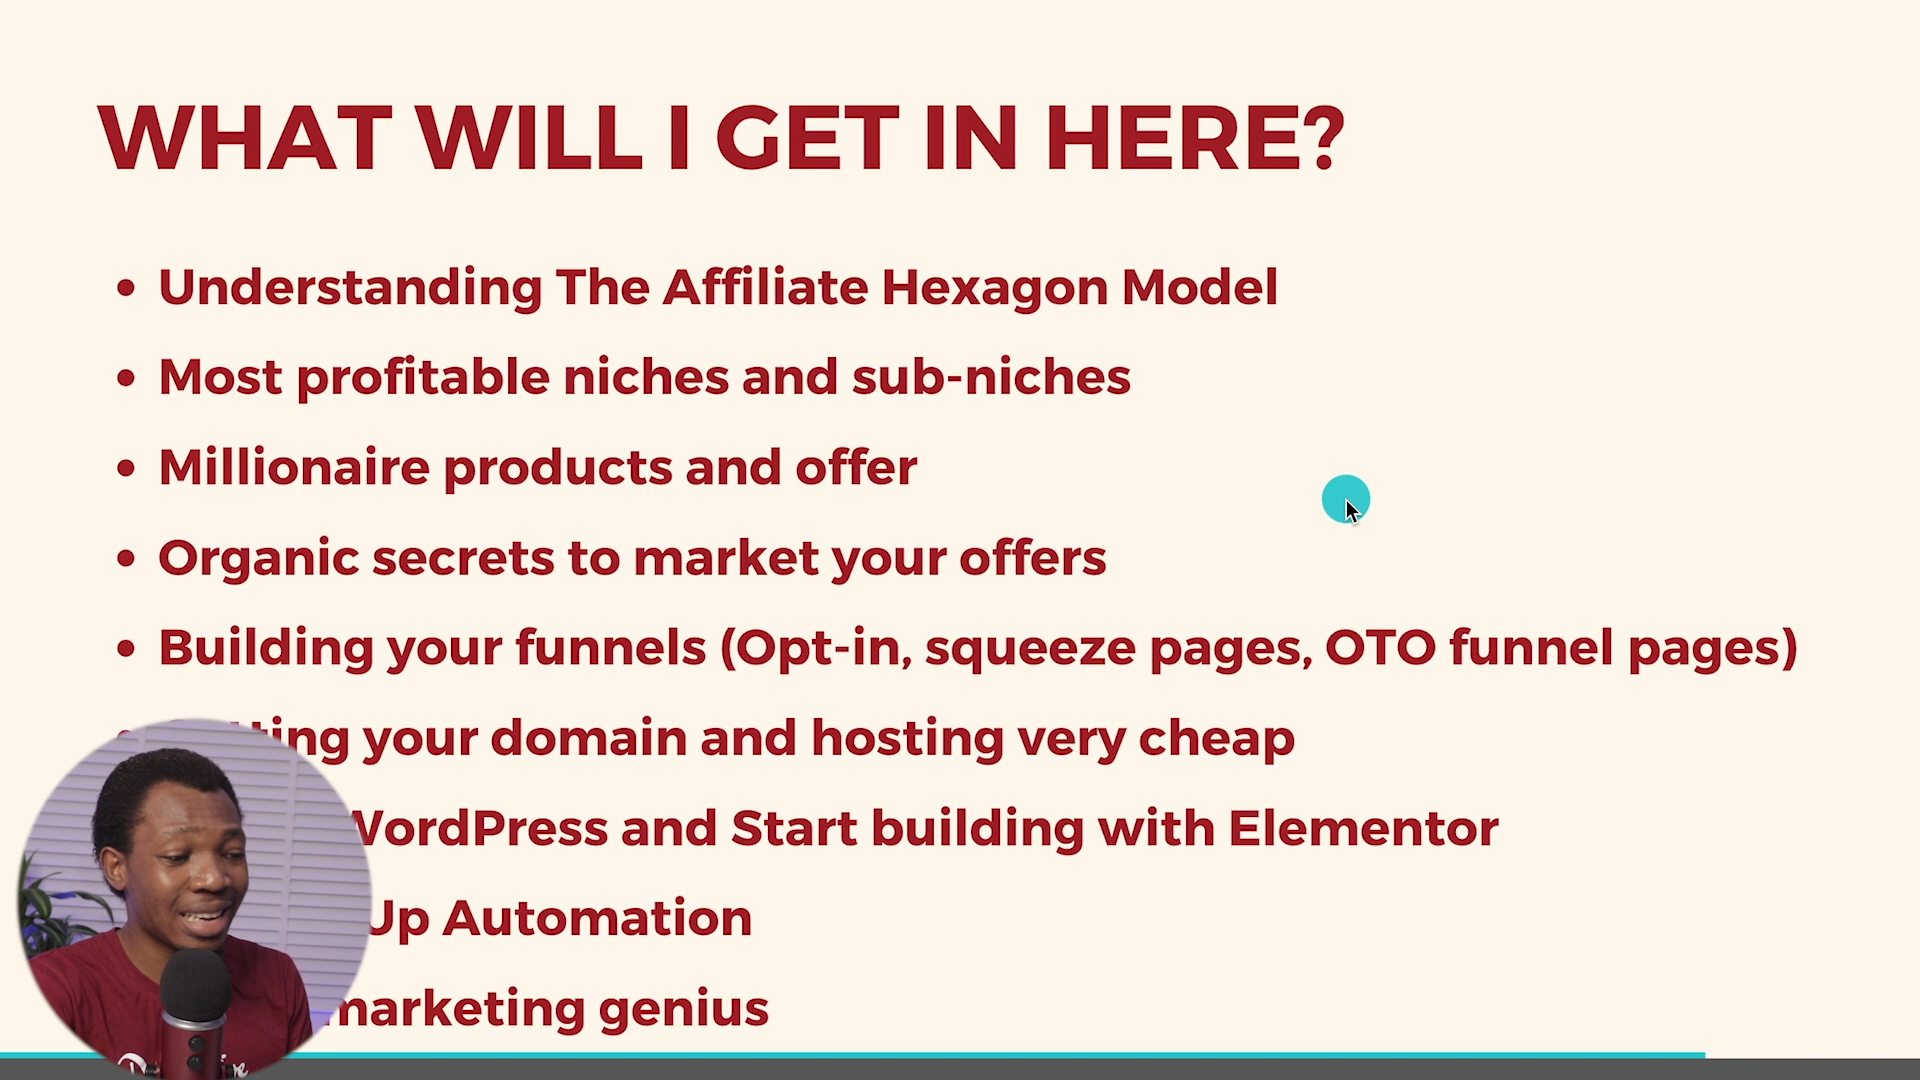 WHAT WILL I GET IN HERE?
• Understanding The Affiliate Hexagon Model
• Most profitable niches and sub-niches
• Millionaire products and offer
• Organic secrets to market your offers
• Building your funnels (Opt-in, squeeze pages, OTO funnel pages)
your domain and hosting very cheap
WordPress and Start building with Elementor
Up Automation
marketing genius